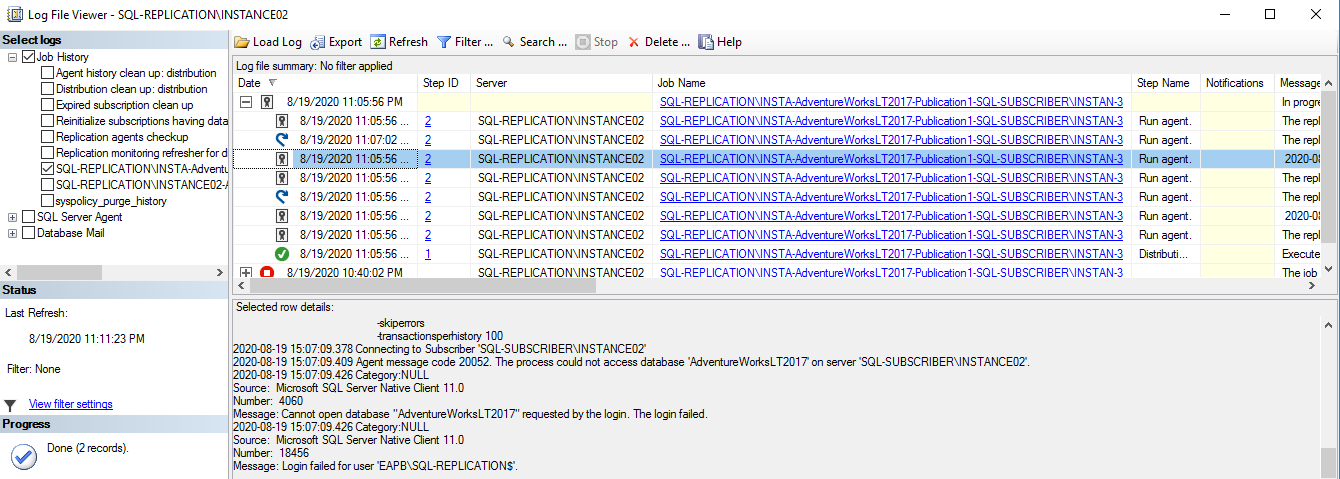 Log File Viewer - SQL-REPLICATION\INSTANCE02
Select logs
Job History
Agent history clean up: distribution
Distribution clean up: distribution
Expired subscription clean up
Reinitialize subscriptions having data
Replication agents checkup
Replication monitoring refresher for d
SQL-REPLICATION\INSTA-Adventu
SQL-REPLICATION\INSTANCE02-A
syspolicy_purge_history
SQL Server Agent
Database Mail
Status
Last Refresh:
8/19/2020 11:11:23 PM
Filter: None
View filter settings
Progress
Done (2 records).
Load Log Export Refresh Filter ... Search ... Stop Delete ... Help
Log file summary: No filter applied
Date Step ID Server Job Name Step Name Notifications Message
8/19/2020 11:05:56 PM SQL-REPLICATION\INSTA-AdventureWorksLT2017-Publication1-SQL-SUBSCRIBER\INSTAN-3 In progre
8/19/2020 11:05:56 ... 2 SQL-REPLICATION\INSTANCE02 SQL-REPLICATION\INSTA-AdventureWorksLT2017-Publication1-SQL-SUBSCRIBER\INSTAN-3 Run agent. The repl
8/19/2020 11:07:02 ... 2 SQL-REPLICATION\INSTANCE02 SQL-REPLICATION\INSTA-AdventureWorksLT2017-Publication1-SQL-SUBSCRIBER\INSTAN-3 Run agent. The repl
8/19/2020 11:05:56 ... 2 SQL-REPLICATION\INSTANCE02 SQL-REPLICATION\INSTA-AdventureWorksLT2017-Publication1-SQL-SUBSCRIBER\INSTAN-3 Run agent. 2020-08
8/19/2020 11:05:56 ... 2 SQL-REPLICATION\INSTANCE02 SQL-REPLICATION\INSTA-AdventureWorksLT2017-Publication1-SQL-SUBSCRIBER\INSTAN-3 Run agent. The repl
8/19/2020 11:05:56 ... 2 SQL-REPLICATION\INSTANCE02 SQL-REPLICATION\INSTA-AdventureWorksLT2017-Publication1-SQL-SUBSCRIBER\INSTAN-3 Run agent. The repl
8/19/2020 11:05:56 ... 2 SQL-REPLICATION\INSTANCE02 SQL-REPLICATION\INSTA-AdventureWorksLT2017-Publication1-SQL-SUBSCRIBER\INSTAN-3 Run agent. 2020-08
8/19/2020 11:05:56 ... 2 SQL-REPLICATION\INSTANCE02 SQL-REPLICATION\INSTA-AdventureWorksLT2017-Publication1-SQL-SUBSCRIBER\INSTAN-3 Run agent. The repl
8/19/2020 11:05:56 ... 1 SQL-REPLICATION\INSTANCE02 SQL-REPLICATION\INSTA-AdventureWorksLT2017-Publication1-SQL-SUBSCRIBER\INSTAN-3 Distributi... Execute
8/19/2020 10:40:02 PM SQL-REPLICATION\INSTANCE02 SQL-REPLICATION\INSTA-AdventureWorksLT2017-Publication1-SQL-SUBSCRIBER\INSTAN-3 The job
Selected row details:
-skiperrors
-transactionsperhistory 100
2020-08-19 15:07:09.378 Connecting to Subscriber 'SQL-SUBSCRIBER\INSTANCE02'
2020-08-19 15:07:09.409 Agent message code 20052. The process could not access database 'AdventureWorksLT2017' on server 'SQL-SUBSCRIBER\INSTANCE02'.
2020-08-19 15:07:09.426 Category:NULL
Source: Microsoft SQL Server Native Client 11.0
Number: 4060
Message: Cannot open database "AdventureWorksLT2017" requested by the login. The login failed.
2020-08-19 15:07:09.426 Category:NULL
Source: Microsoft SQL Server Native Client 11.0
Number: 18456
Message: Login failed for user 'EAPB\SQL-REPLICATION$'.